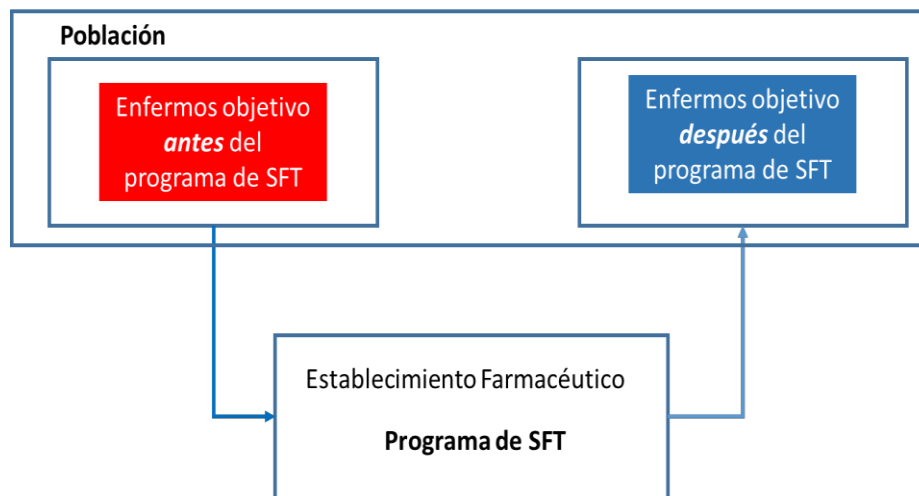 Población
Enfermos objetivo
antes del
programa de SFT
Enfermos objetivo
después del
programa de SFT
Establecimiento Farmacéutico
Programa de SFT